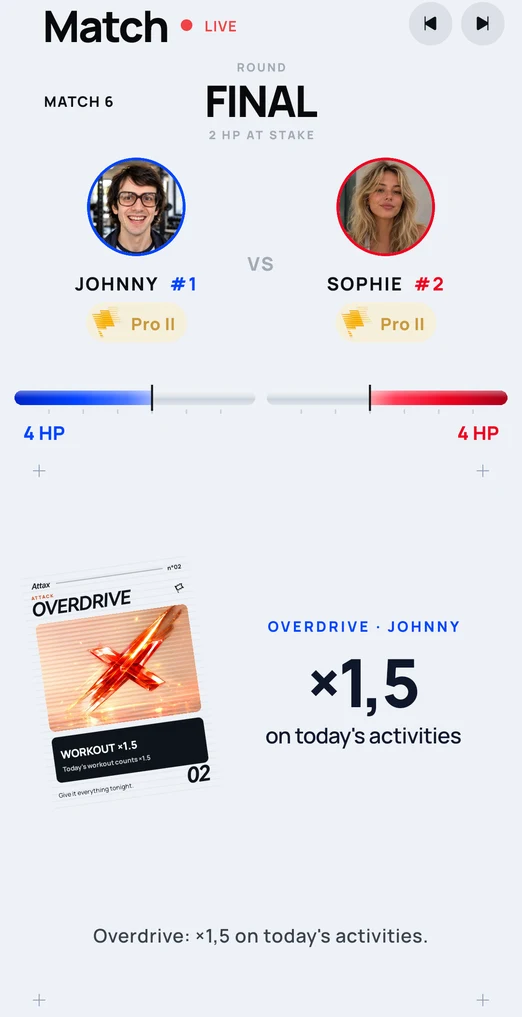 Match LIVE
ROUND
MATCH 6
FINAL
2 HP AT STAKE
VS
JOHNNY #1
SOPHIE #2
Pro II
Pro II
4 HP
4 HP
Attax n°02
ATTACK
OVERDRIVE
WORKOUT ×1.5
Today's workout counts ×1.5
Give it everything tonight.
02
OVERDRIVE · JOHNNY
×1,5
on today's activities
Overdrive: ×1,5 on today's activities.